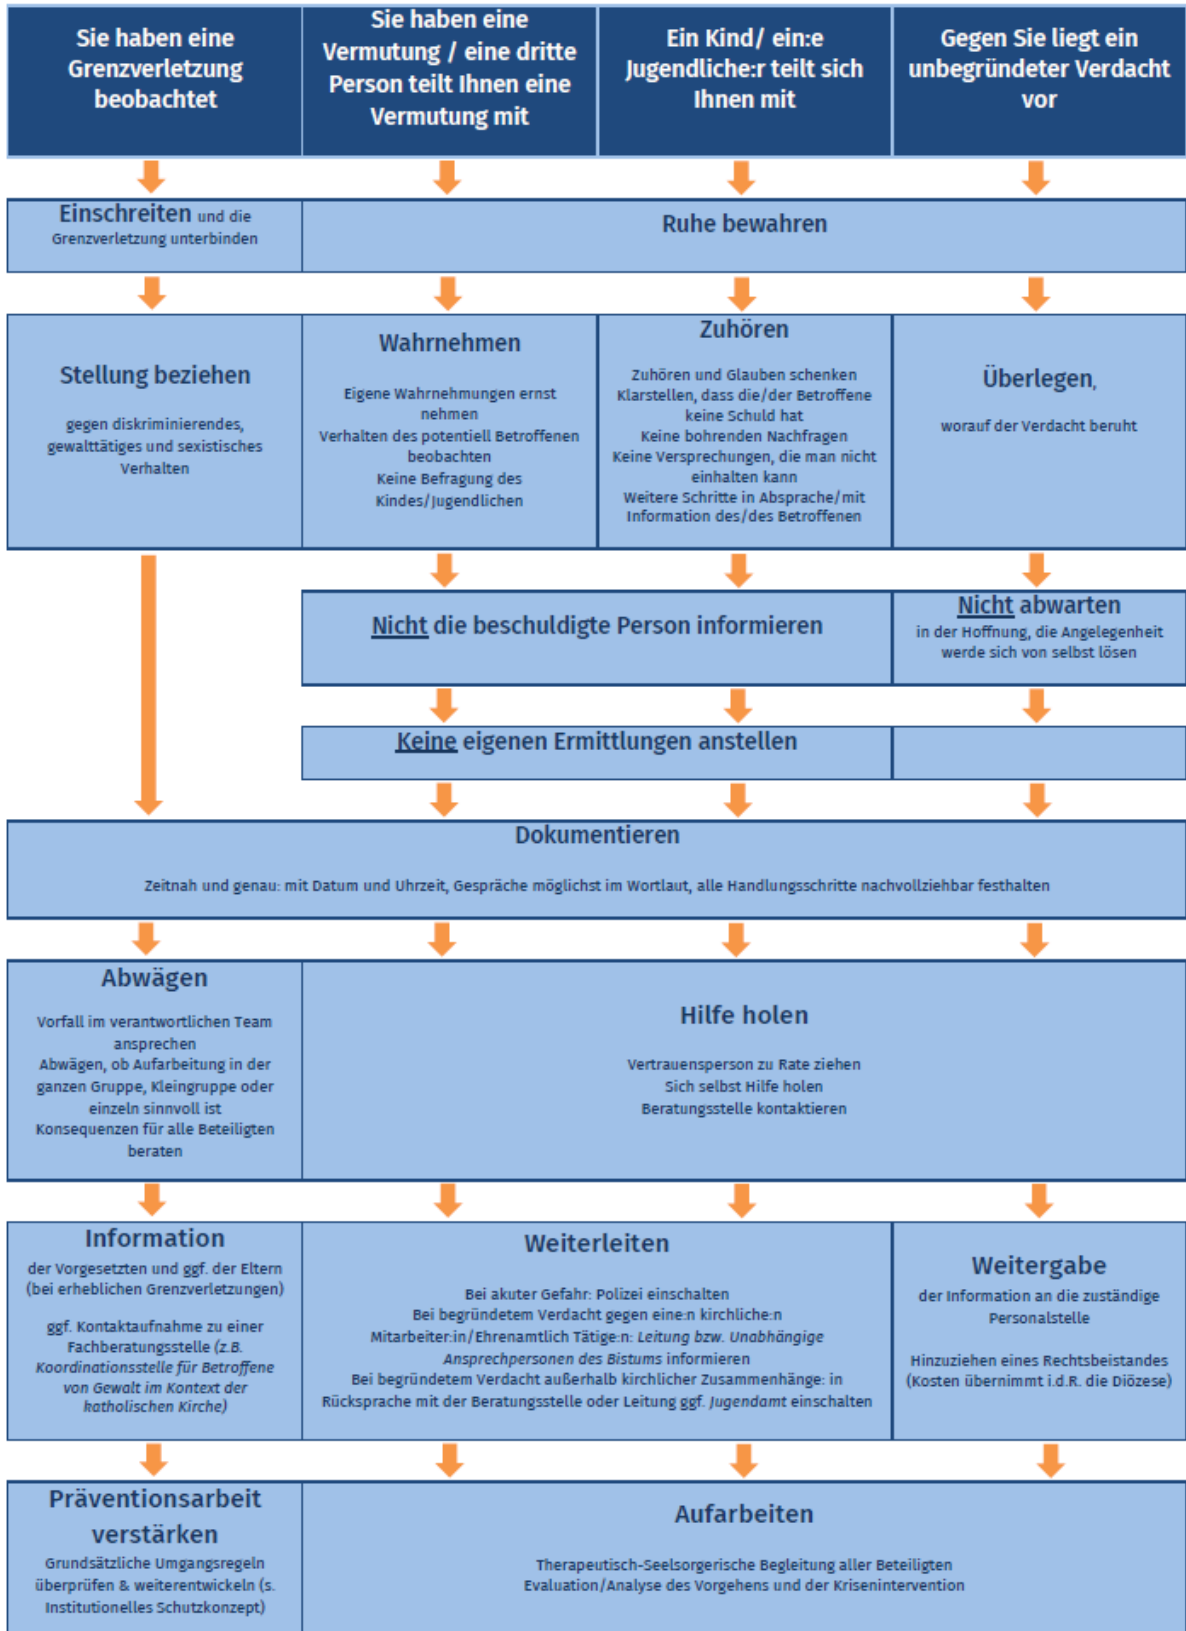 Sie haben eine
Grenzverletzung
beobachtet
Sie haben eine
Vermutung / eine dritte
Person teilt Ihnen eine
Vermutung mit
Ein Kind/ ein:e
Jugendliche:r teilt sich
Ihnen mit
Gegen Sie liegt ein
unbegründeter Verdacht
vor
Einschreiten und die
Grenzverletzung unterbinden
Ruhe bewahren
Stellung beziehen
gegen diskriminierendes,
gewalttätiges und sexistisches
Verhalten
Wahrnehmen
Eigene Wahrnehmungen ernst
nehmen
Verhalten des potentiell Betroffenen
beobachten
Keine Befragung des
Kindes/Jugendlichen
Zuhören
Zuhören und Glauben schenken
Klarstellen, dass die/der Betroffene
keine Schuld hat
Keine bohrenden Nachfragen
Keine Versprechungen, die man nicht
einhalten kann
Weitere Schritte in Absprache/mit
Information des/des Betroffenen
Überlegen,
worauf der Verdacht beruht
Nicht die beschuldigte Person informieren
Nicht abwarten
in der Hoffnung, die Angelegenheit
werde sich von selbst lösen
Keine eigenen Ermittlungen anstellen
Dokumentieren
Zeitnah und genau: mit Datum und Uhrzeit, Gespräche möglichst im Wortlaut, alle Handlungsschritte nachvollziehbar festhalten
Abwägen
Vorfall im verantwortlichen Team
ansprechen
Abwägen, ob Aufarbeitung in der
ganzen Gruppe, Kleingruppe oder
einzeln sinnvoll ist
Konsequenzen für alle Beteiligten
beraten
Hilfe holen
Vertrauensperson zu Rate ziehen
Sich selbst Hilfe holen
Beratungsstelle kontaktieren
Information
der Vorgesetzten und ggf. der Eltern
(bei erheblichen Grenzverletzungen)
ggf. Kontaktaufnahme zu einer
Fachberatungsstelle (z.B.
Koordinationsstelle für Betroffene
von Gewalt im Kontext der
katholischen Kirche)
Weiterleiten
Bei akuter Gefahr: Polizei einschalten
Bei begründetem Verdacht gegen eine:n kirchliche:n
Mitarbeiter:in/Ehrenamtlich Tätige:n: Leitung bzw. Unabhängige
Ansprechpersonen des Bistums informieren
Bei begründetem Verdacht außerhalb kirchlicher Zusammenhänge: in
Rücksprache mit der Beratungsstelle oder Leitung ggf. Jugendamt einschalten
Weitergabe
der Information an die zuständige
Personalstelle
Hinzuziehen eines Rechtsbeistandes
(Kosten übernimmt i.d.R. die Diözese)
Präventionsarbeit
verstärken
Grundsätzliche Umgangsregeln
überprüfen & weiterentwickeln (s.
Institutionelles Schutzkonzept)
Aufarbeiten
Therapeutisch-Seelsorgerische Begleitung aller Beteiligten
Evaluation/Analyse des Vorgehens und der Krisenintervention